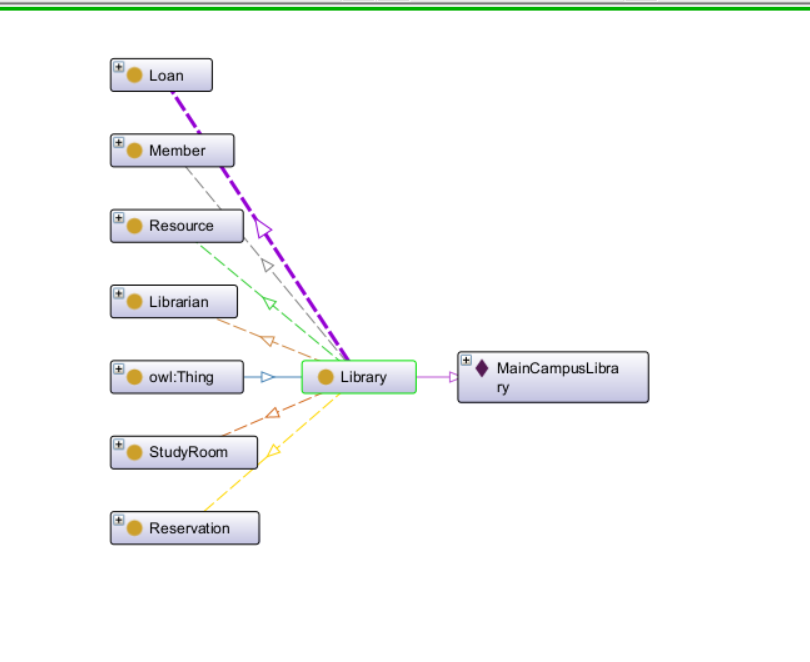 Loan
Member
Resource
Librarian
owl:Thing
Library
MainCampusLibra
ry
StudyRoom
Reservation